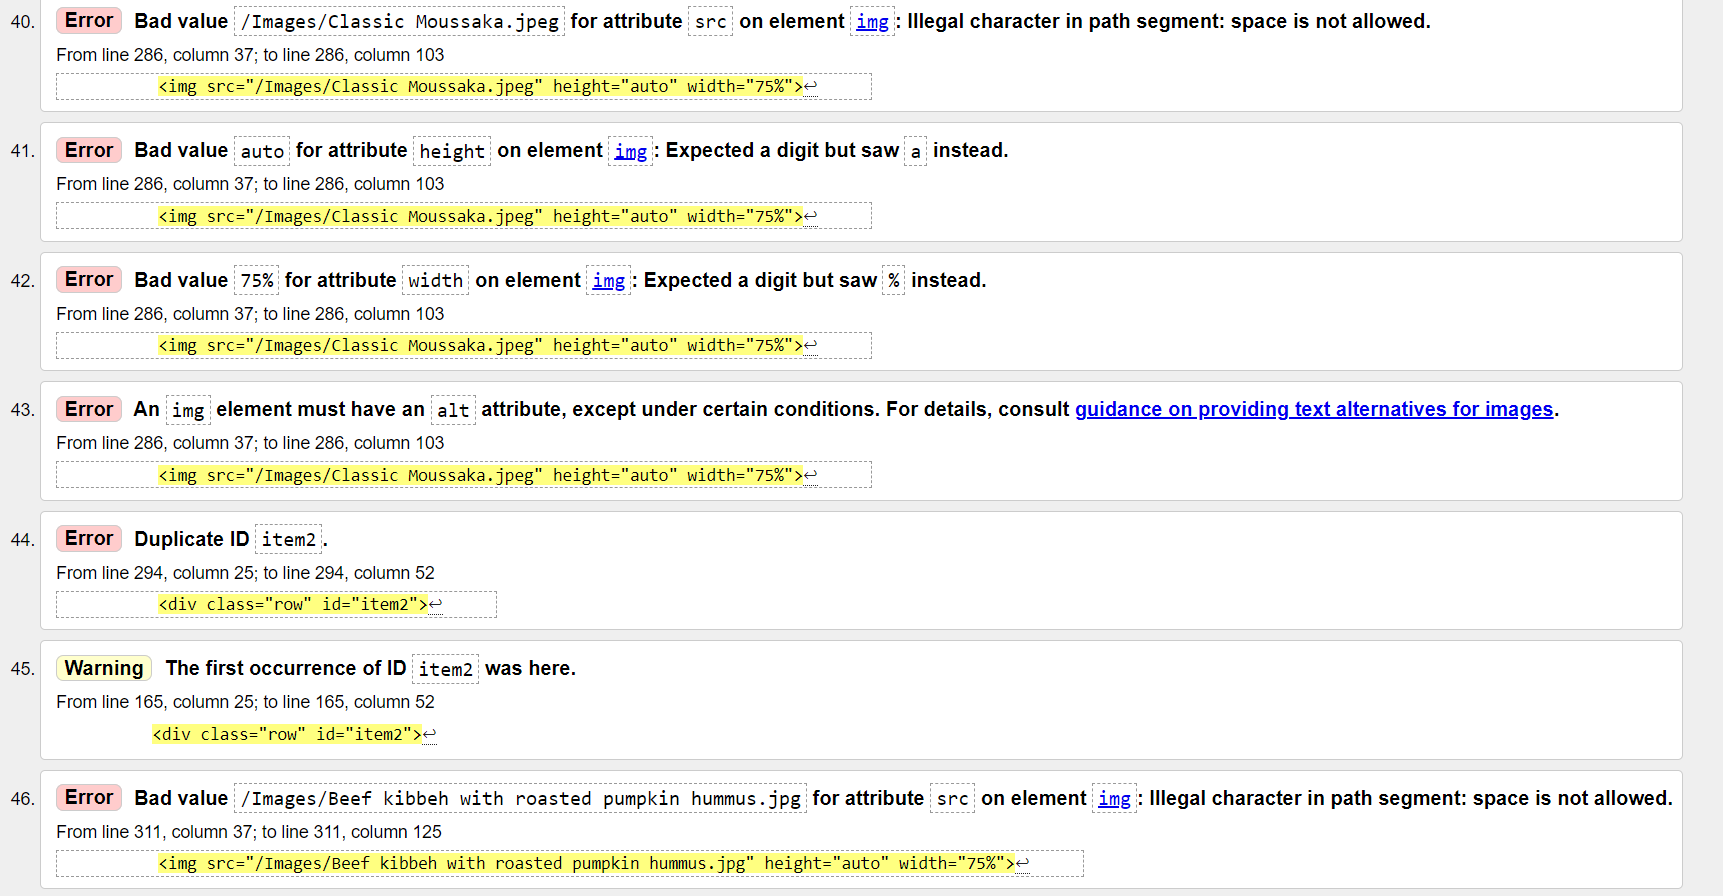 40. Error Bad value /Images/Classic Moussaka.jpeg for attribute src on element img: Illegal character in path segment: space is not allowed.
From line 286, column 37; to line 286, column 103
<img src="/Images/Classic Moussaka.jpeg" height="auto" width="75%">↩
41. Error Bad value auto for attribute height on element img: Expected a digit but saw a instead.
From line 286, column 37; to line 286, column 103
<img src="/Images/Classic Moussaka.jpeg" height="auto" width="75%">↩
42. Error Bad value 75% for attribute width on element img: Expected a digit but saw % instead.
From line 286, column 37; to line 286, column 103
<img src="/Images/Classic Moussaka.jpeg" height="auto" width="75%">↩
43. Error An img element must have an alt attribute, except under certain conditions. For details, consult guidance on providing text alternatives for images.
From line 286, column 37; to line 286, column 103
<img src="/Images/Classic Moussaka.jpeg" height="auto" width="75%">↩
44. Error Duplicate ID item2.
From line 294, column 25; to line 294, column 52
<div class="row" id="item2">↩
45. Warning The first occurrence of ID item2 was here.
From line 165, column 25; to line 165, column 52
<div class="row" id="item2">↩
46. Error Bad value /Images/Beef kibbeh with roasted pumpkin hummus.jpg for attribute src on element img: Illegal character in path segment: space is not allowed.
From line 311, column 37; to line 311, column 125
<img src="/Images/Beef kibbeh with roasted pumpkin hummus.jpg" height="auto" width="75%">↩